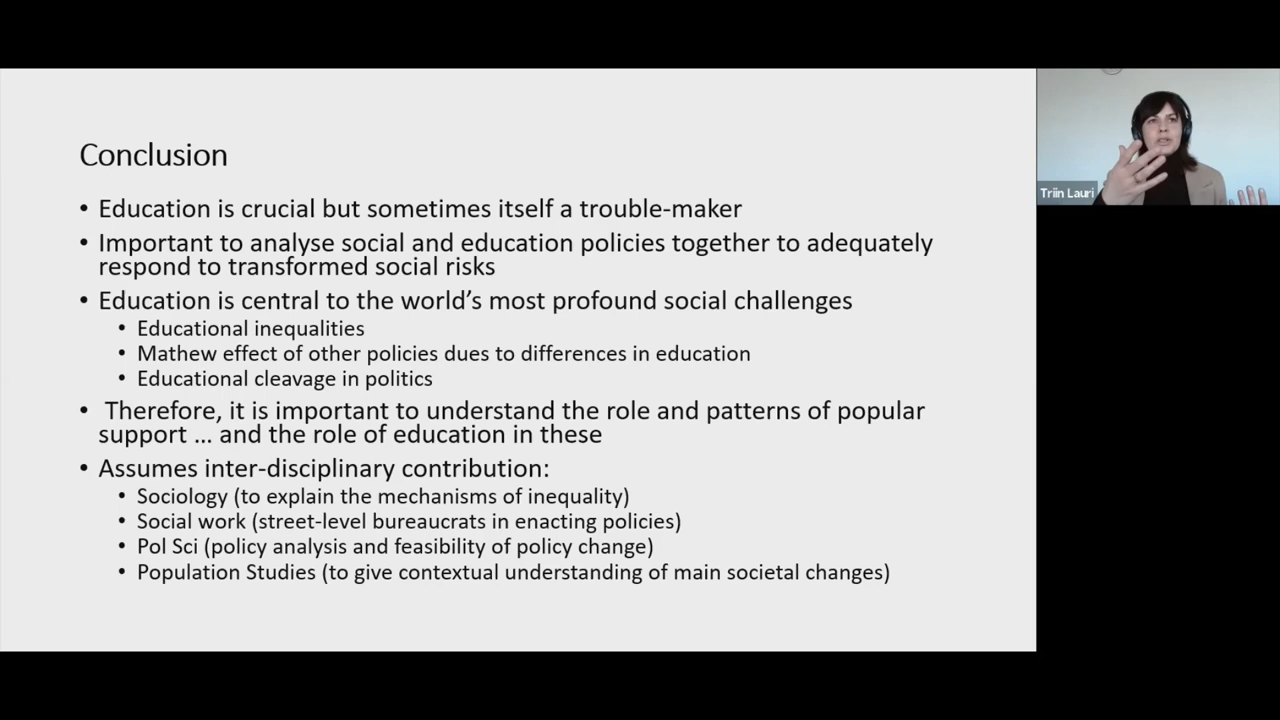 Conclusion
• Education is crucial but sometimes itself a trouble-maker
• Important to analyse social and education policies together to adequately
respond to transformed social risks
• Education is central to the world’s most profound social challenges
• Educational inequalities
• Mathew effect of other policies dues to differences in education
• Educational cleavage in politics
• Therefore, it is important to understand the role and patterns of popular
support … and the role of education in these
• Assumes inter-disciplinary contribution:
• Sociology (to explain the mechanisms of inequality)
• Social work (street-level bureaucrats in enacting policies)
• Pol Sci (policy analysis and feasibility of policy change)
• Population Studies (to give contextual understanding of main societal changes)
Triin Lauri